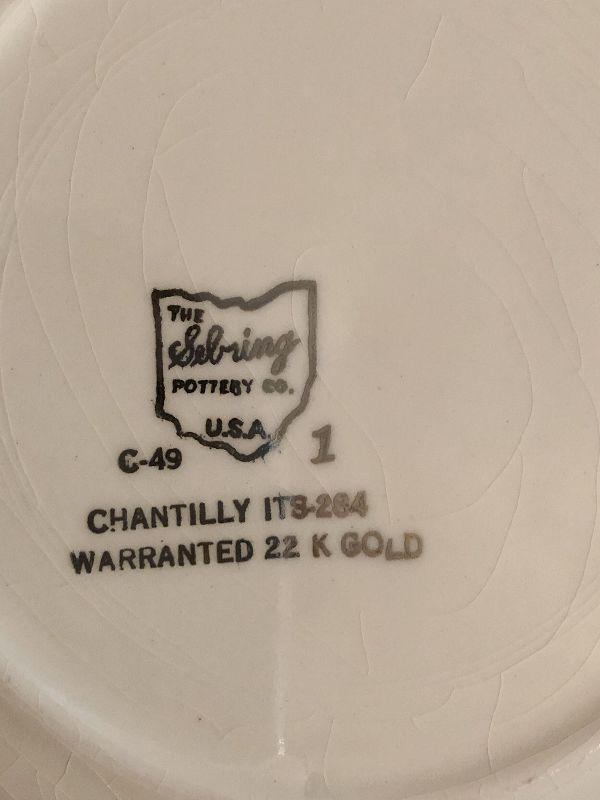 THE
Sebring
POTTERY CO.
U.S.A.
C-49
1
CHANTILLY ITS-264
WARRANTED 22 K GOLD